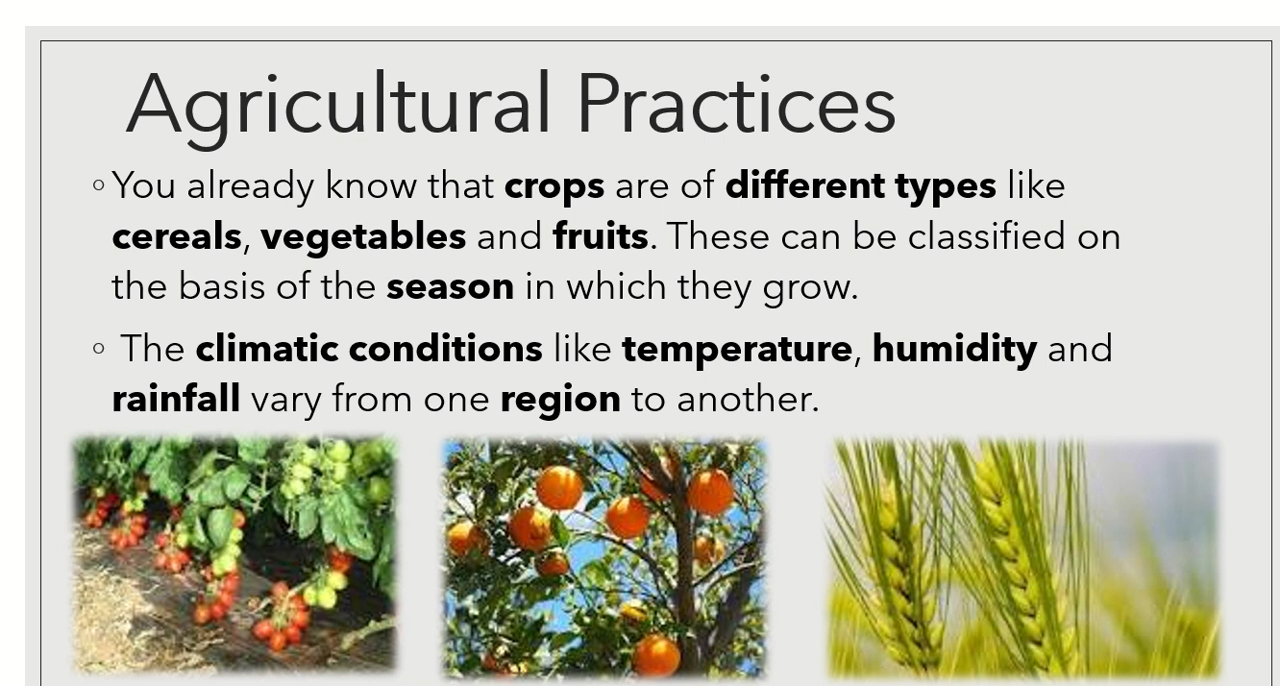 Agricultural Practices
◦ You already know that crops are of different types like
cereals, vegetables and fruits. These can be classified on
the basis of the season in which they grow.
◦ The climatic conditions like temperature, humidity and
rainfall vary from one region to another.